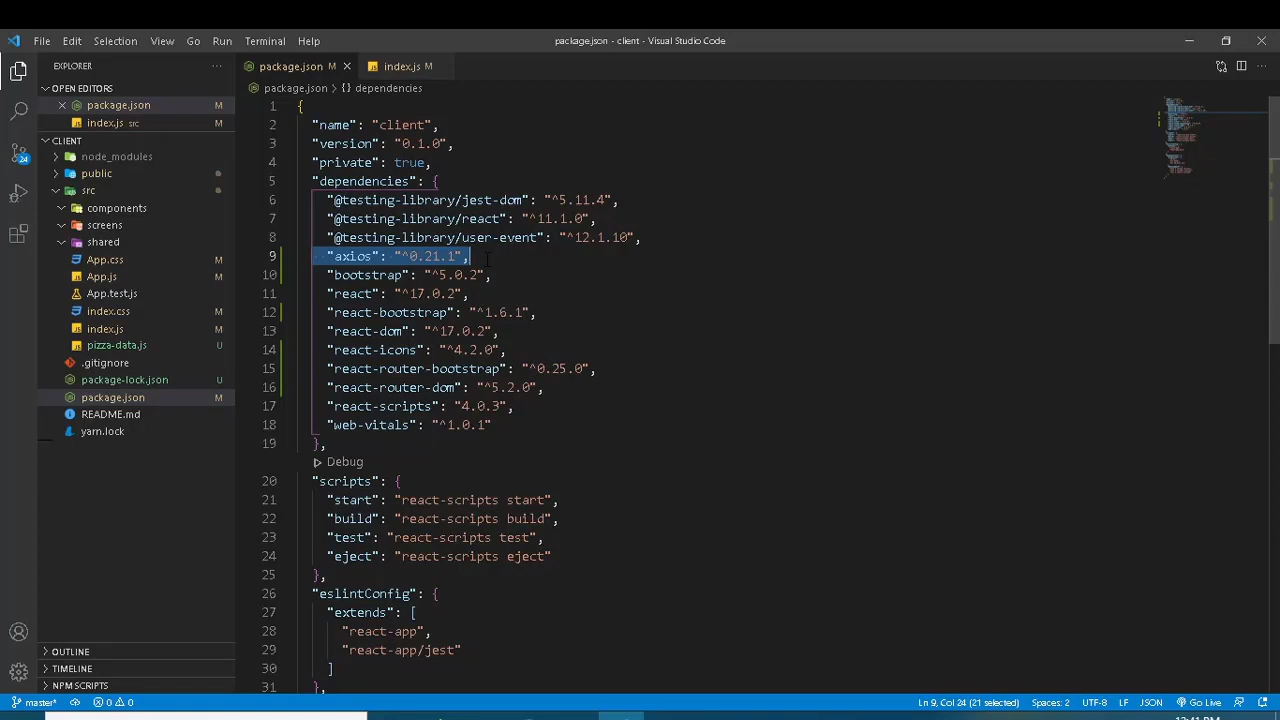 File Edit Selection View Go Run Terminal Help package.json - client - Visual Studio Code
EXPLORER ··· package.json M × index.js M
OPEN EDITORS package.json > {} dependencies
× package.json M
index.js src M
CLIENT
node_modules
public
src
components
screens
shared
App.css M
App.js M
App.test.js
index.css M
index.js M
pizza-data.js U
.gitignore
package-lock.json U
package.json M
README.md
yarn.lock
OUTLINE
TIMELINE
NPM SCRIPTS
24
1 {
2 "name": "client",
3 "version": "0.1.0",
4 "private": true,
5 "dependencies": {
6 "@testing-library/jest-dom": "^5.11.4",
7 "@testing-library/react": "^11.1.0",
8 "@testing-library/user-event": "^12.1.10",
9 "axios": "^0.21.1",
10 "bootstrap": "^5.0.2",
11 "react": "^17.0.2",
12 "react-bootstrap": "^1.6.1",
13 "react-dom": "^17.0.2",
14 "react-icons": "^4.2.0",
15 "react-router-bootstrap": "^0.25.0",
16 "react-router-dom": "^5.2.0",
17 "react-scripts": "4.0.3",
18 "web-vitals": "^1.0.1"
19 },
Debug
20 "scripts": {
21 "start": "react-scripts start",
22 "build": "react-scripts build",
23 "test": "react-scripts test",
24 "eject": "react-scripts eject"
25 },
26 "eslintConfig": {
27 "extends": [
28 "react-app",
29 "react-app/jest"
30 ]
31 },
master* 0 0 Ln 9, Col 24 (21 selected) Spaces: 2 UTF-8 LF JSON Go Live